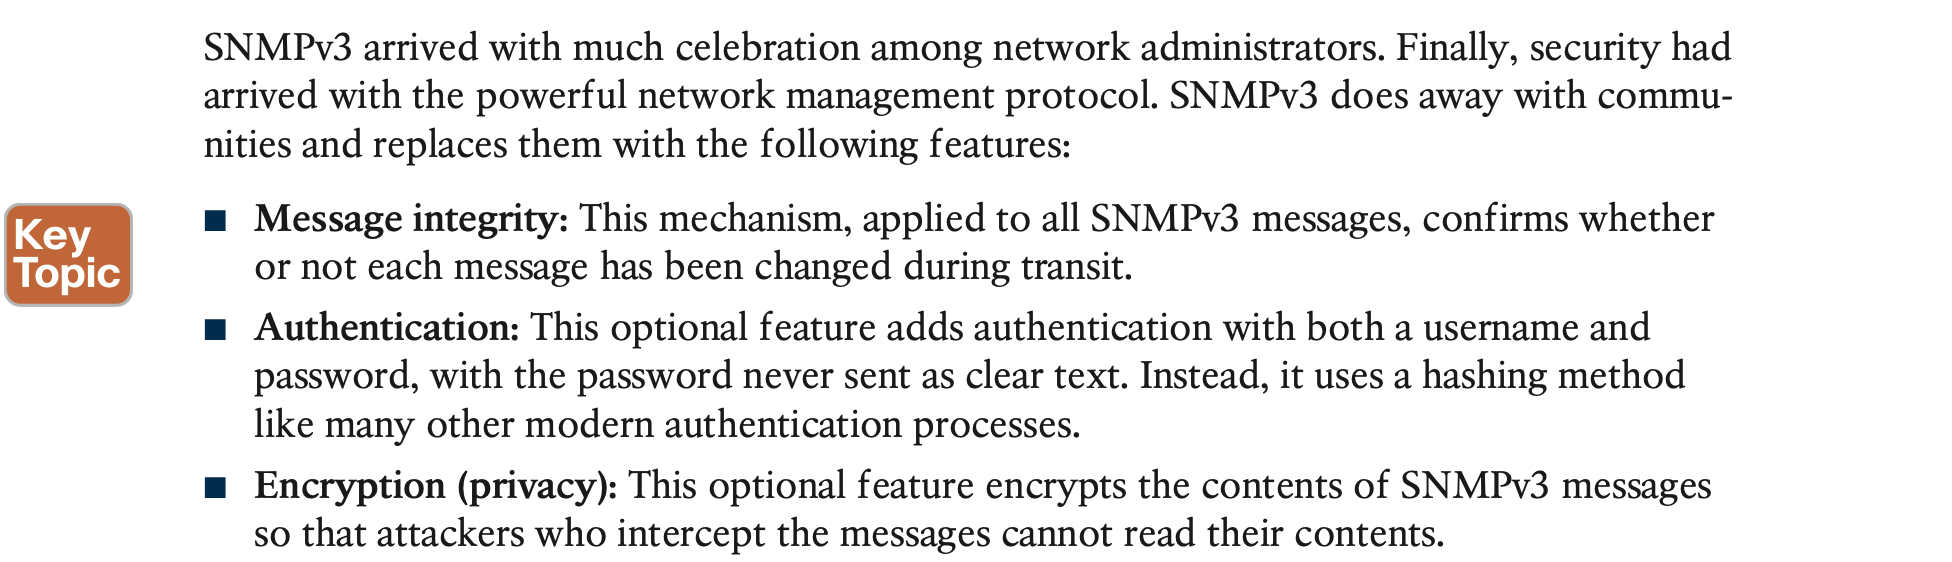 SNMPv3 arrived with much celebration among network administrators. Finally, security had
arrived with the powerful network management protocol. SNMPv3 does away with commu-
nities and replaces them with the following features:
Key
Topic
■ Message integrity: This mechanism, applied to all SNMPv3 messages, confirms whether
or not each message has been changed during transit.
■ Authentication: This optional feature adds authentication with both a username and
password, with the password never sent as clear text. Instead, it uses a hashing method
like many other modern authentication processes.
■ Encryption (privacy): This optional feature encrypts the contents of SNMPv3 messages
so that attackers who intercept the messages cannot read their contents.